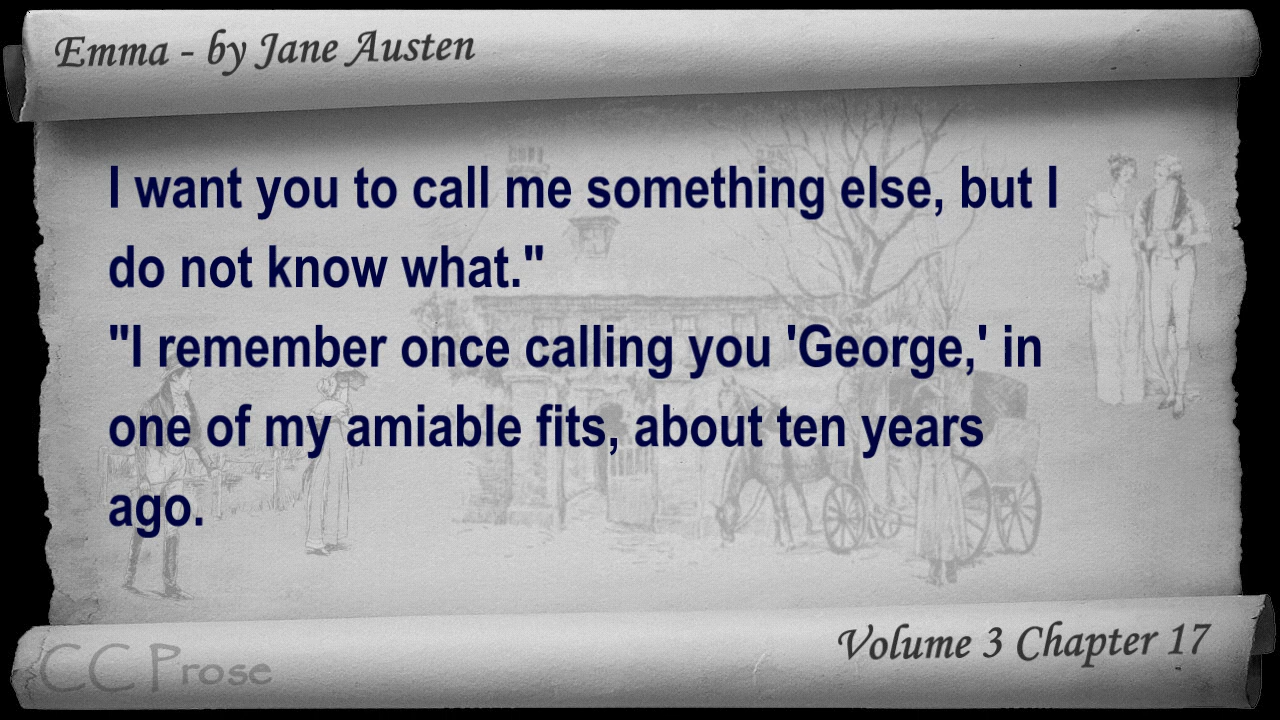 Emma - by Jane Austen
I want you to call me something else, but I
do not know what."
"I remember once calling you 'George,' in
one of my amiable fits, about ten years
ago.
Volume 3 Chapter 17
CC Prose